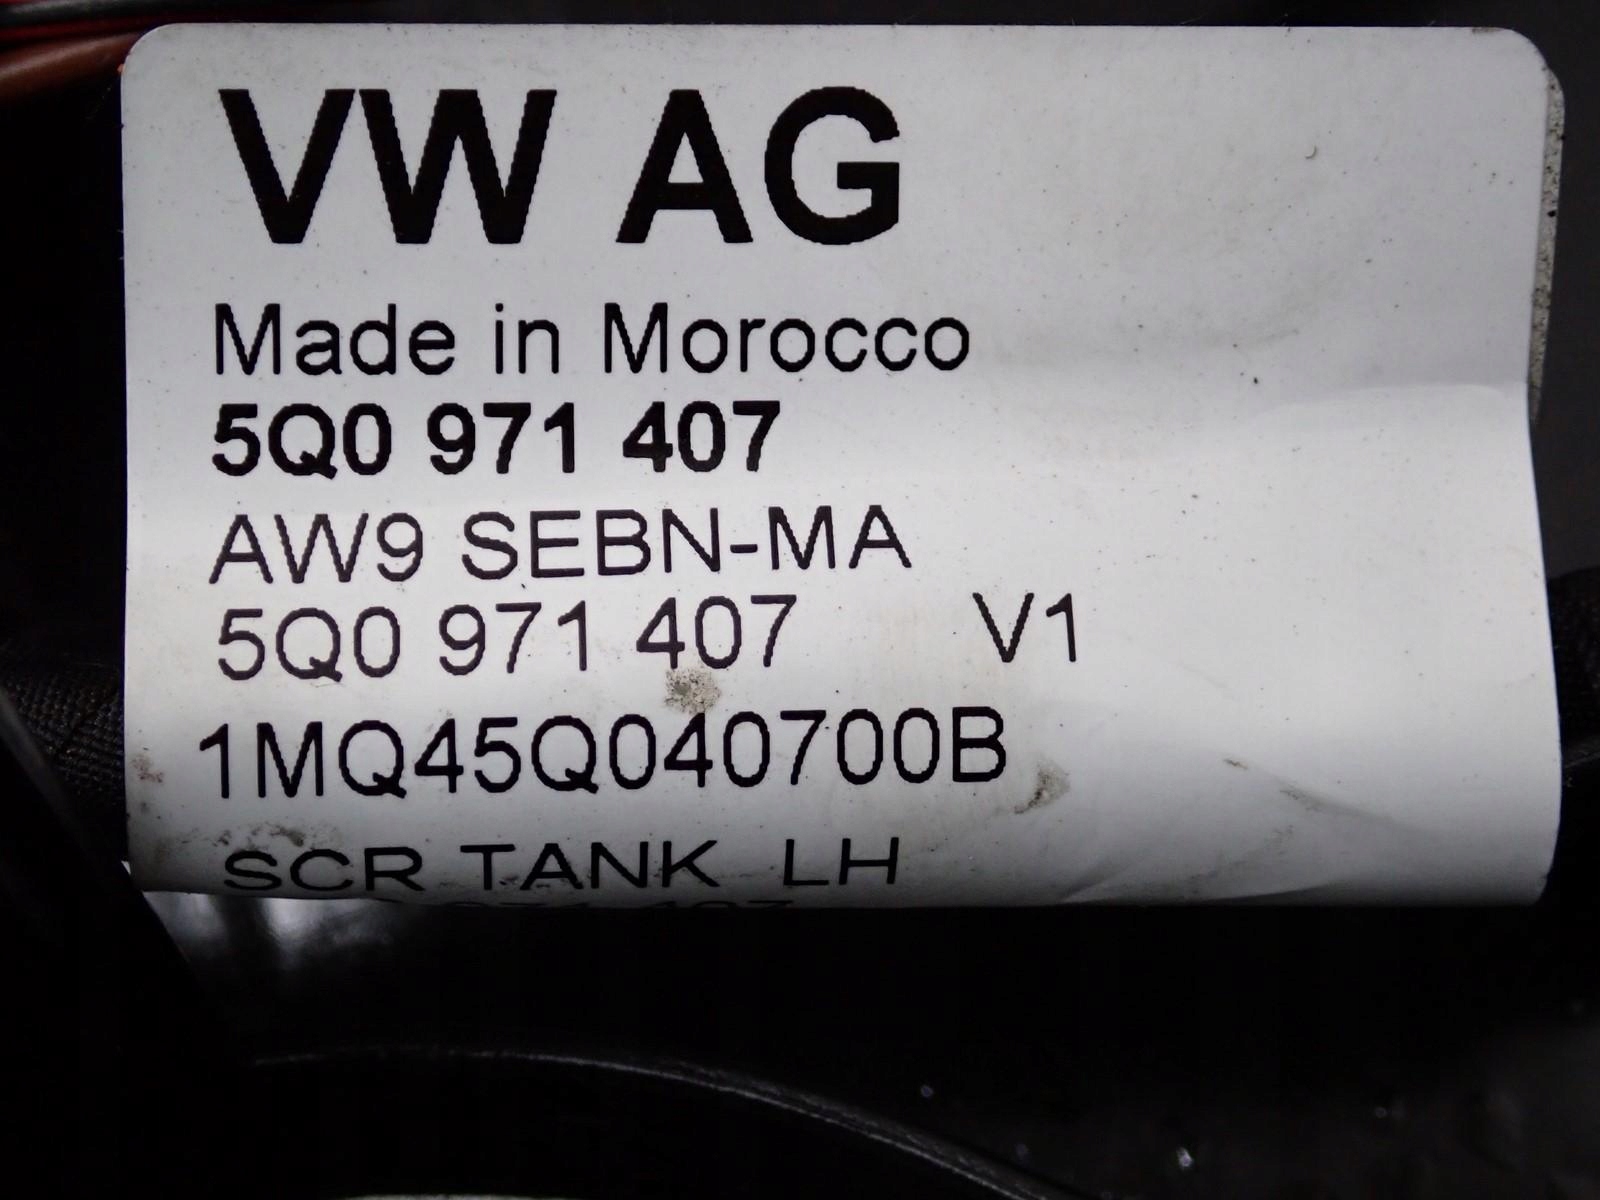 VW AG
Made in Morocco
5Q0 971 407
AW9 SEBN-MA
5Q0 971 407 V1
1MQ45Q040700B
SCR TANK LH